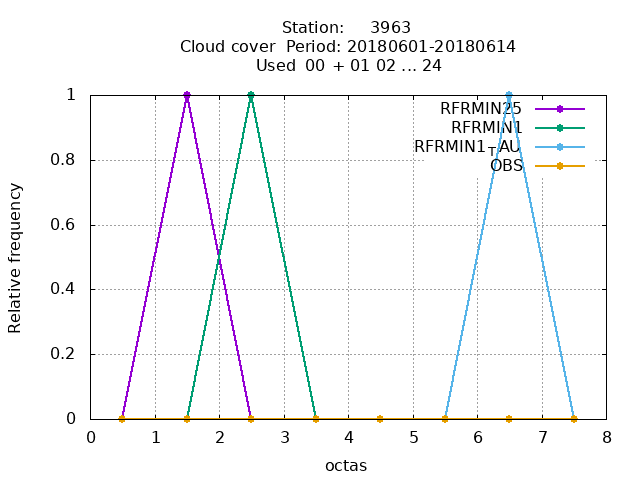 Station:     3963
Cloud cover  Period: 20180601-20180614
Used  00 + 01 02 ... 24
RFRMIN25
RFRMIN1
RFRMIN1_TAU
OBS
Relative frequency
1
0.8
0.6
0.4
0.2
0
0 1 2 3 4 5 6 7 8
octas